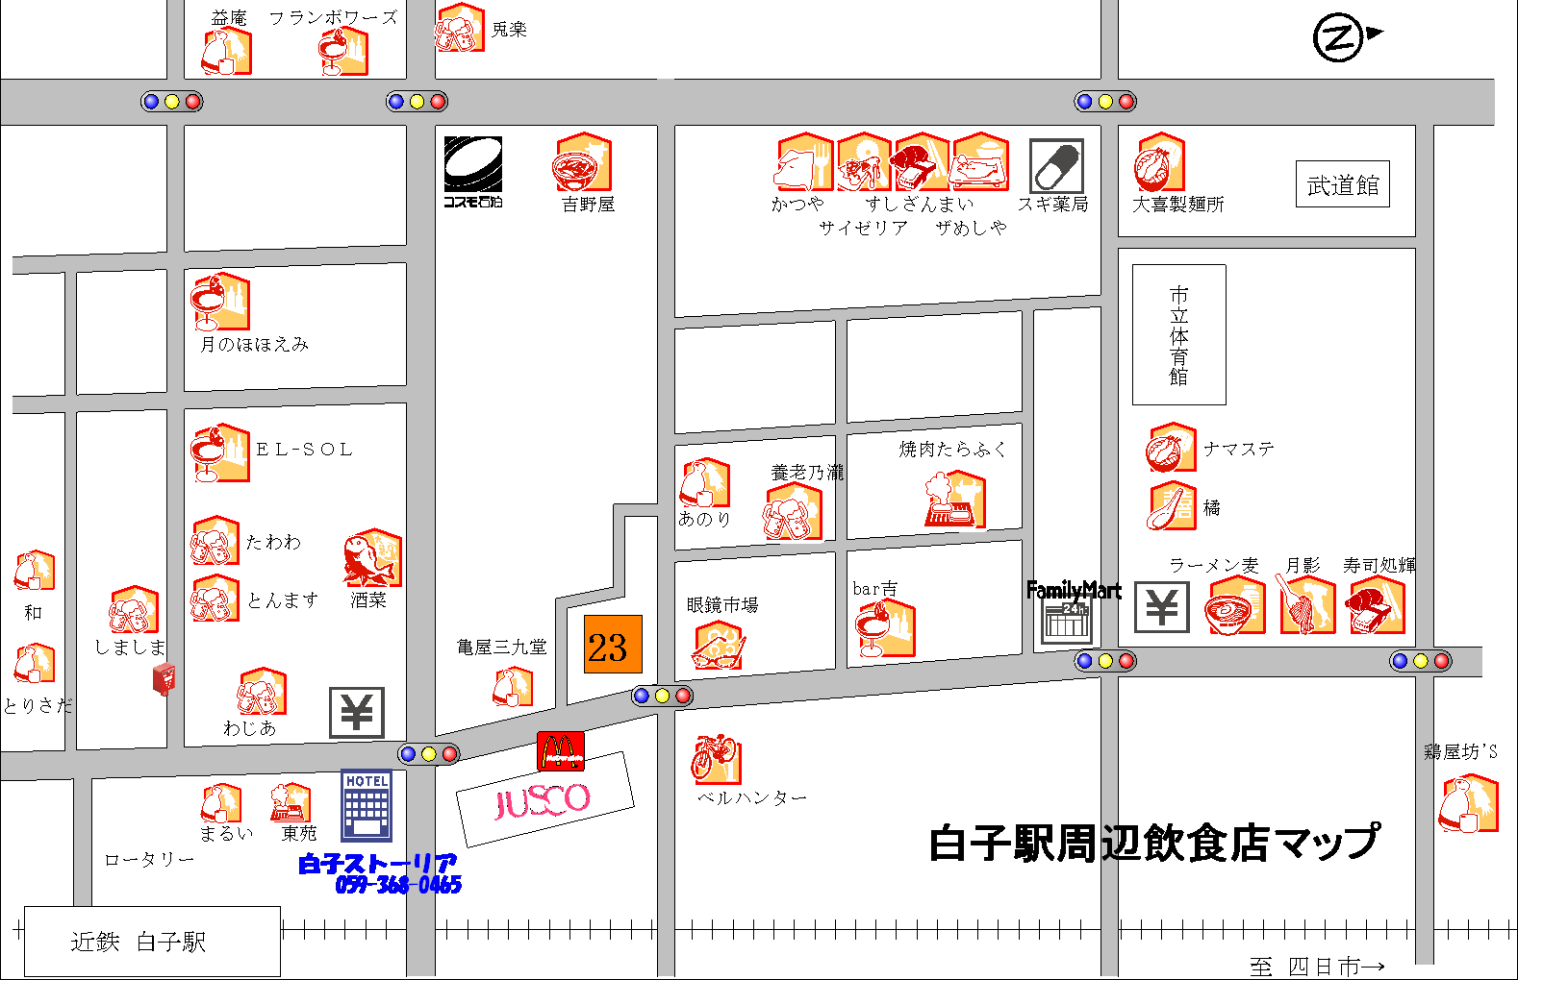 益庵
フランボワーズ
兎楽
Z
コスモ石油
吉野屋
かつや
すしざんまい
スギ薬局
大喜製麺所
サイゼリア
ザめしや
武道館
市立体育館
月のほほえみ
EL-SOL
焼肉たらふく
ナマステ
養老乃瀧
橘
あのり
たわわ
とんます
酒菜
和
しましま
とりさだ
わじあ
¥
亀屋三九堂
23
眼鏡市場
bar吉
FamilyMart
24h
¥
ラーメン麦
月影
寿司処輝
鶏屋坊'S
JUSCO
ベルハンター
HOTEL
まるい
東苑
ロータリー
白子ストーリア
059-368-0465
白子駅周辺飲食店マップ
近鉄 白子駅
至 四日市→